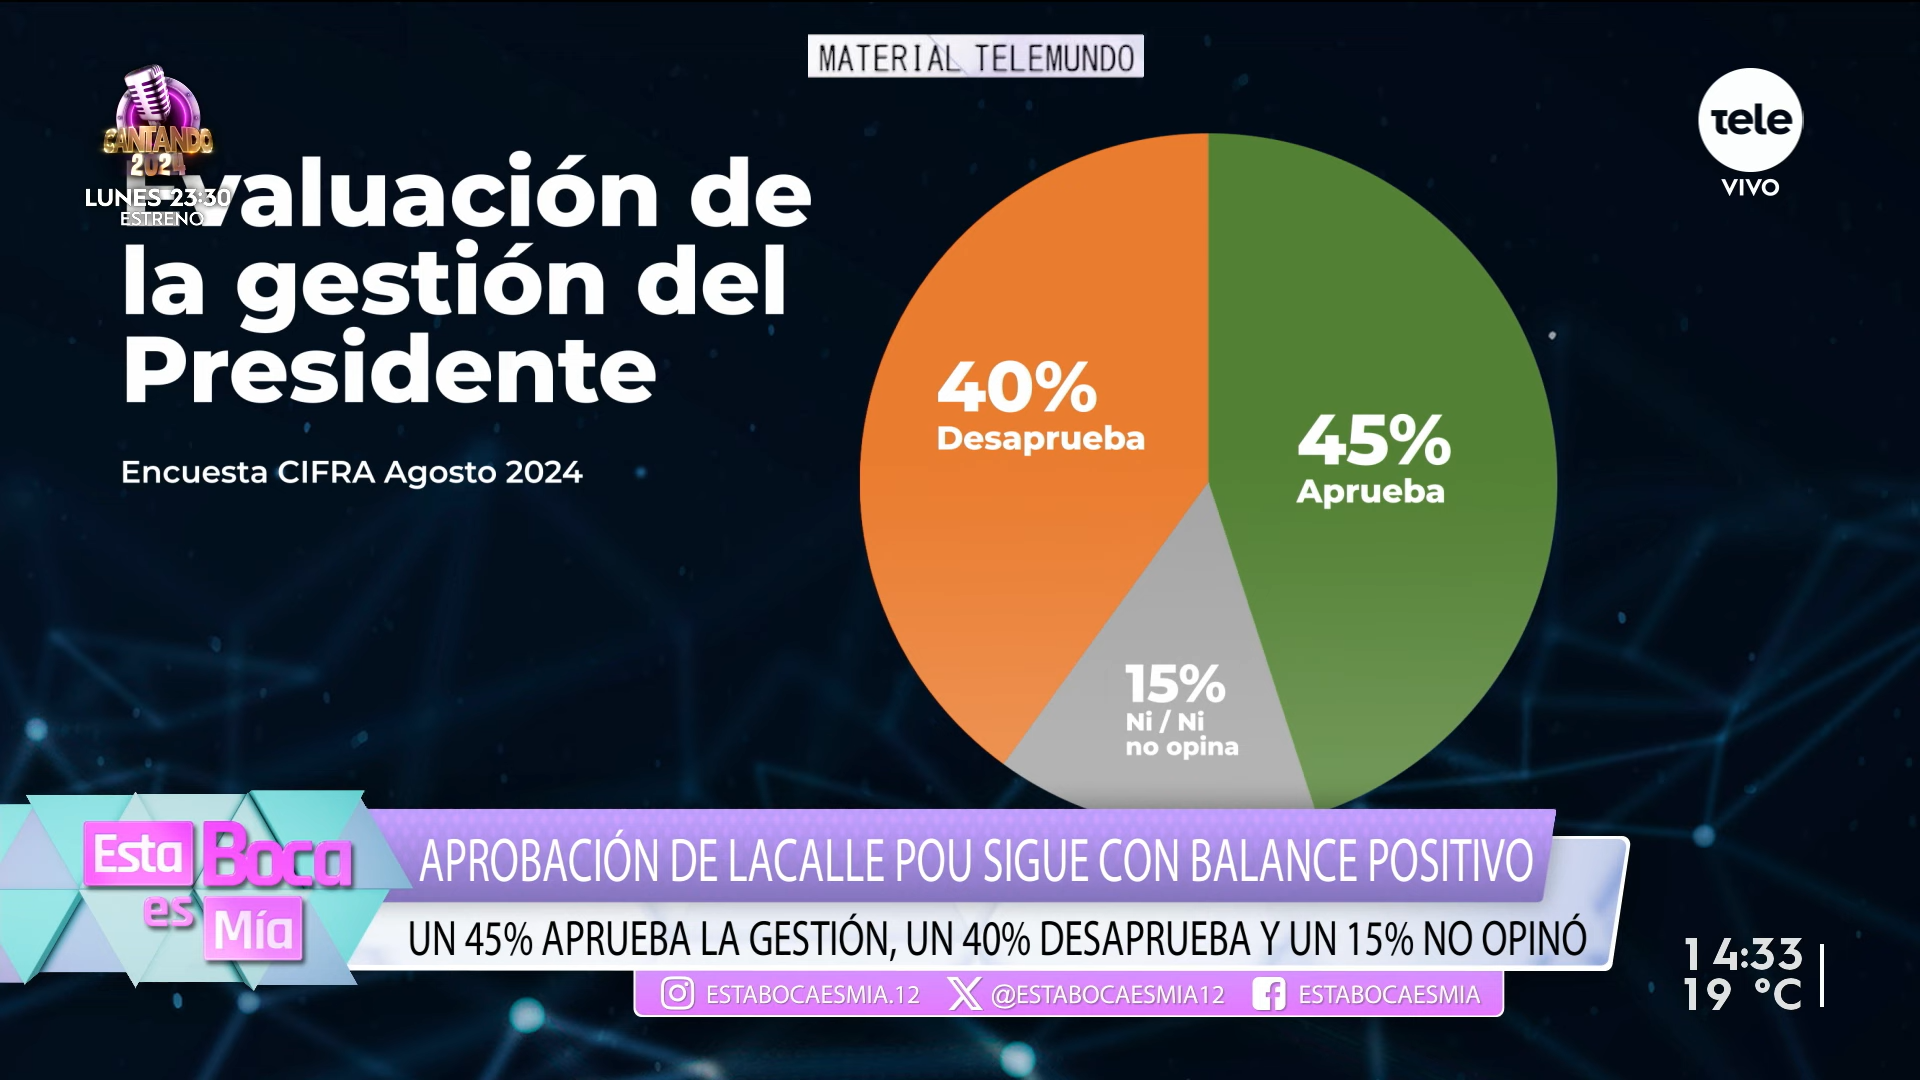 MATERIAL TELEMUNDO
CANTANDO
2024
LUNES 23:30
ESTRENO
tele
VIVO
Evaluación de
la gestión del
Presidente
Encuesta CIFRA Agosto 2024
40%
Desaprueba
45%
Aprueba
15%
Ni / Ni
no opina
Esta Boca
es Mía
APROBACIÓN DE LACALLE POU SIGUE CON BALANCE POSITIVO
UN 45% APRUEBA LA GESTIÓN, UN 40% DESAPRUEBA Y UN 15% NO OPINÓ
ESTABOCAESMIA.12 @ESTABOCAESMIA12 ESTABOCAESMIA
14:33
19 °C